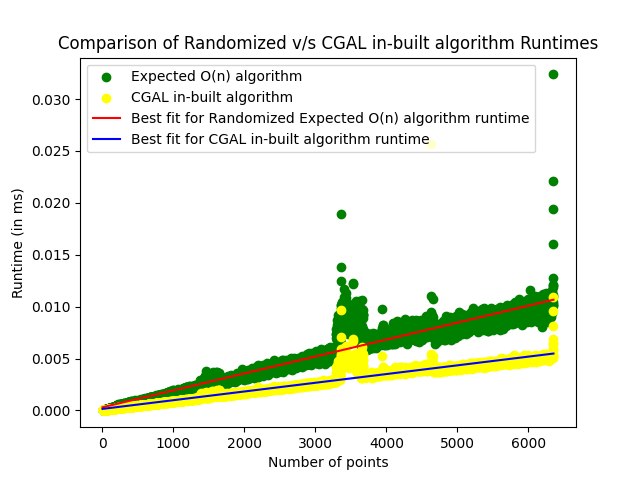 Comparison of Randomized v/s CGAL in-built algorithm Runtimes
Expected O(n) algorithm
CGAL in-built algorithm
Best fit for Randomized Expected O(n) algorithm runtime
Best fit for CGAL in-built algorithm runtime
Runtime (in ms)
0.030
0.025
0.020
0.015
0.010
0.005
0.000
0 1000 2000 3000 4000 5000 6000
Number of points